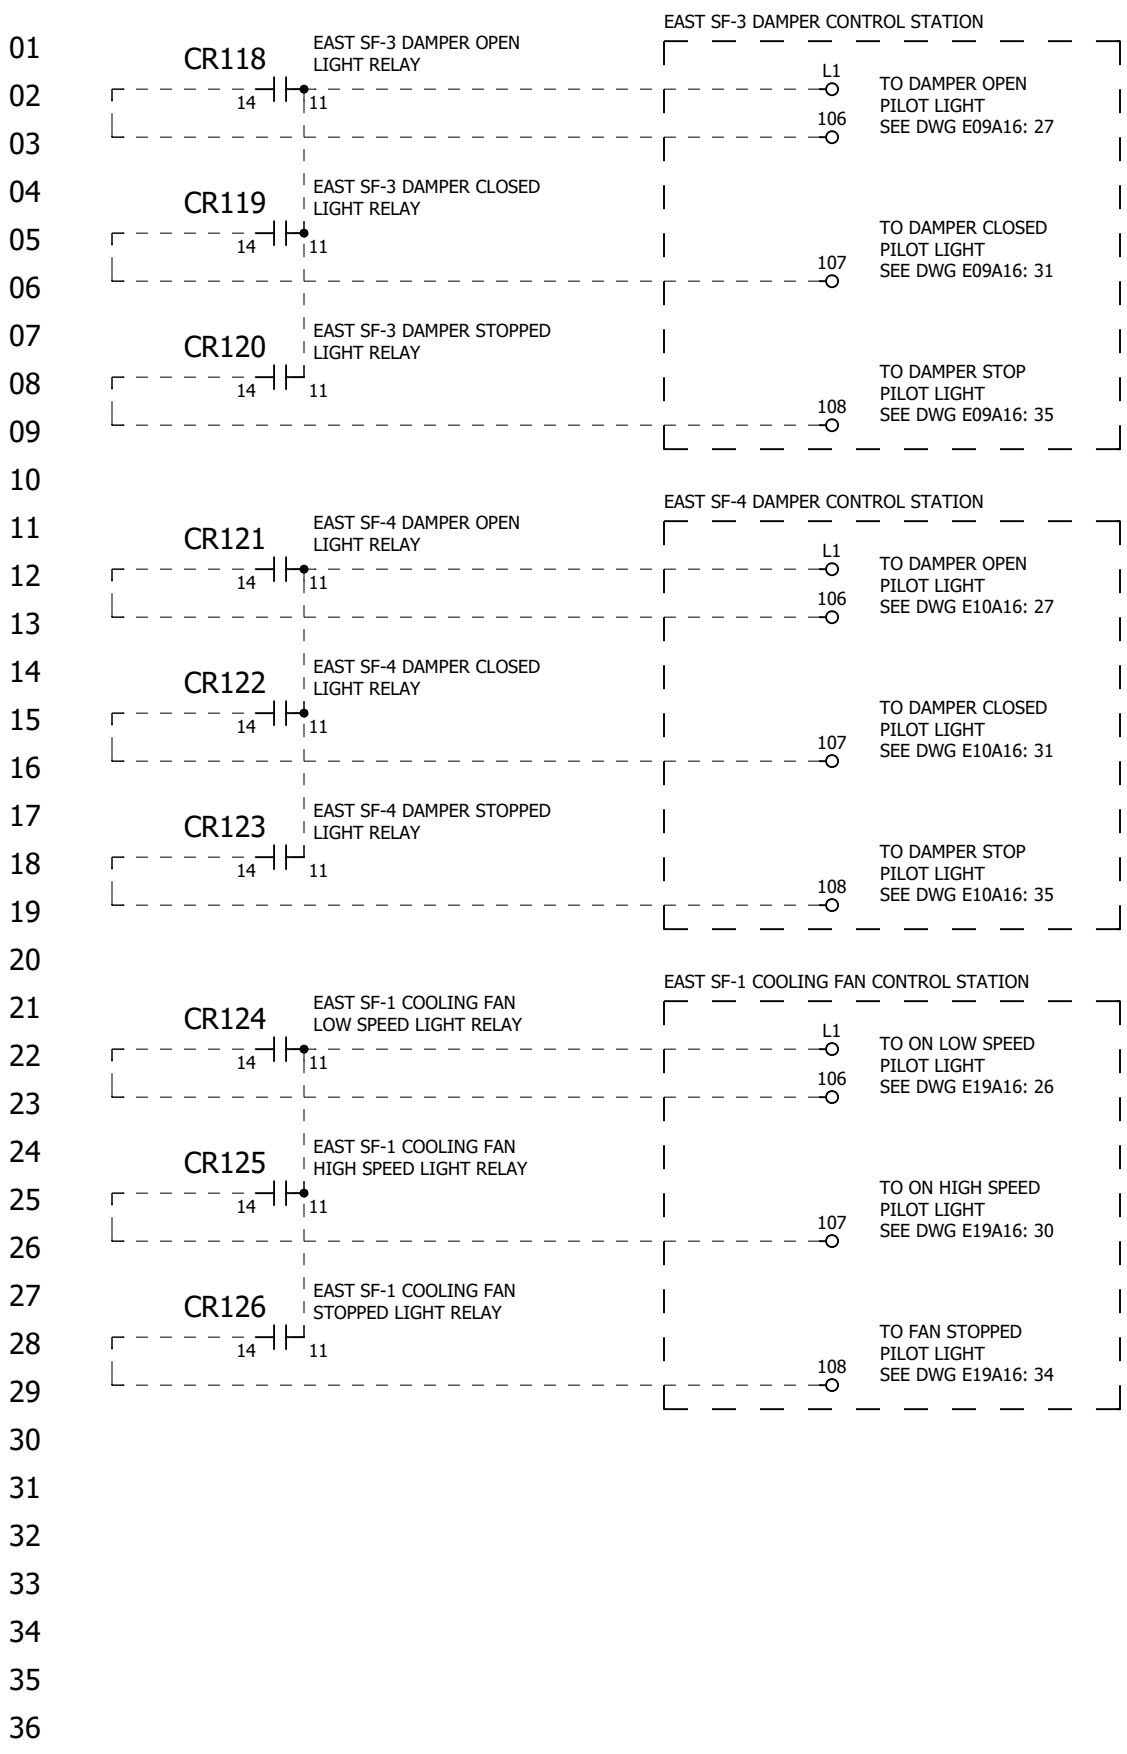 EAST SF-3 DAMPER CONTROL STATION
01
CR118
EAST SF-3 DAMPER OPEN
LIGHT RELAY
02
14
11
L1
TO DAMPER OPEN
PILOT LIGHT
SEE DWG E09A16: 27
03
106
04
CR119
EAST SF-3 DAMPER CLOSED
LIGHT RELAY
05
14
11
TO DAMPER CLOSED
PILOT LIGHT
SEE DWG E09A16: 31
06
107
07
CR120
EAST SF-3 DAMPER STOPPED
LIGHT RELAY
08
14
11
TO DAMPER STOP
PILOT LIGHT
SEE DWG E09A16: 35
09
108
10
EAST SF-4 DAMPER CONTROL STATION
11
CR121
EAST SF-4 DAMPER OPEN
LIGHT RELAY
12
14
11
L1
TO DAMPER OPEN
PILOT LIGHT
SEE DWG E10A16: 27
13
106
14
CR122
EAST SF-4 DAMPER CLOSED
LIGHT RELAY
15
14
11
TO DAMPER CLOSED
PILOT LIGHT
SEE DWG E10A16: 31
16
107
17
CR123
EAST SF-4 DAMPER STOPPED
LIGHT RELAY
18
14
11
TO DAMPER STOP
PILOT LIGHT
SEE DWG E10A16: 35
19
108
20
EAST SF-1 COOLING FAN CONTROL STATION
21
CR124
EAST SF-1 COOLING FAN
LOW SPEED LIGHT RELAY
22
14
11
L1
TO ON LOW SPEED
PILOT LIGHT
SEE DWG E19A16: 26
23
106
24
CR125
EAST SF-1 COOLING FAN
HIGH SPEED LIGHT RELAY
25
14
11
TO ON HIGH SPEED
PILOT LIGHT
SEE DWG E19A16: 30
26
107
27
CR126
EAST SF-1 COOLING FAN
STOPPED LIGHT RELAY
28
14
11
TO FAN STOPPED
PILOT LIGHT
SEE DWG E19A16: 34
29
108
30
31
32
33
34
35
36